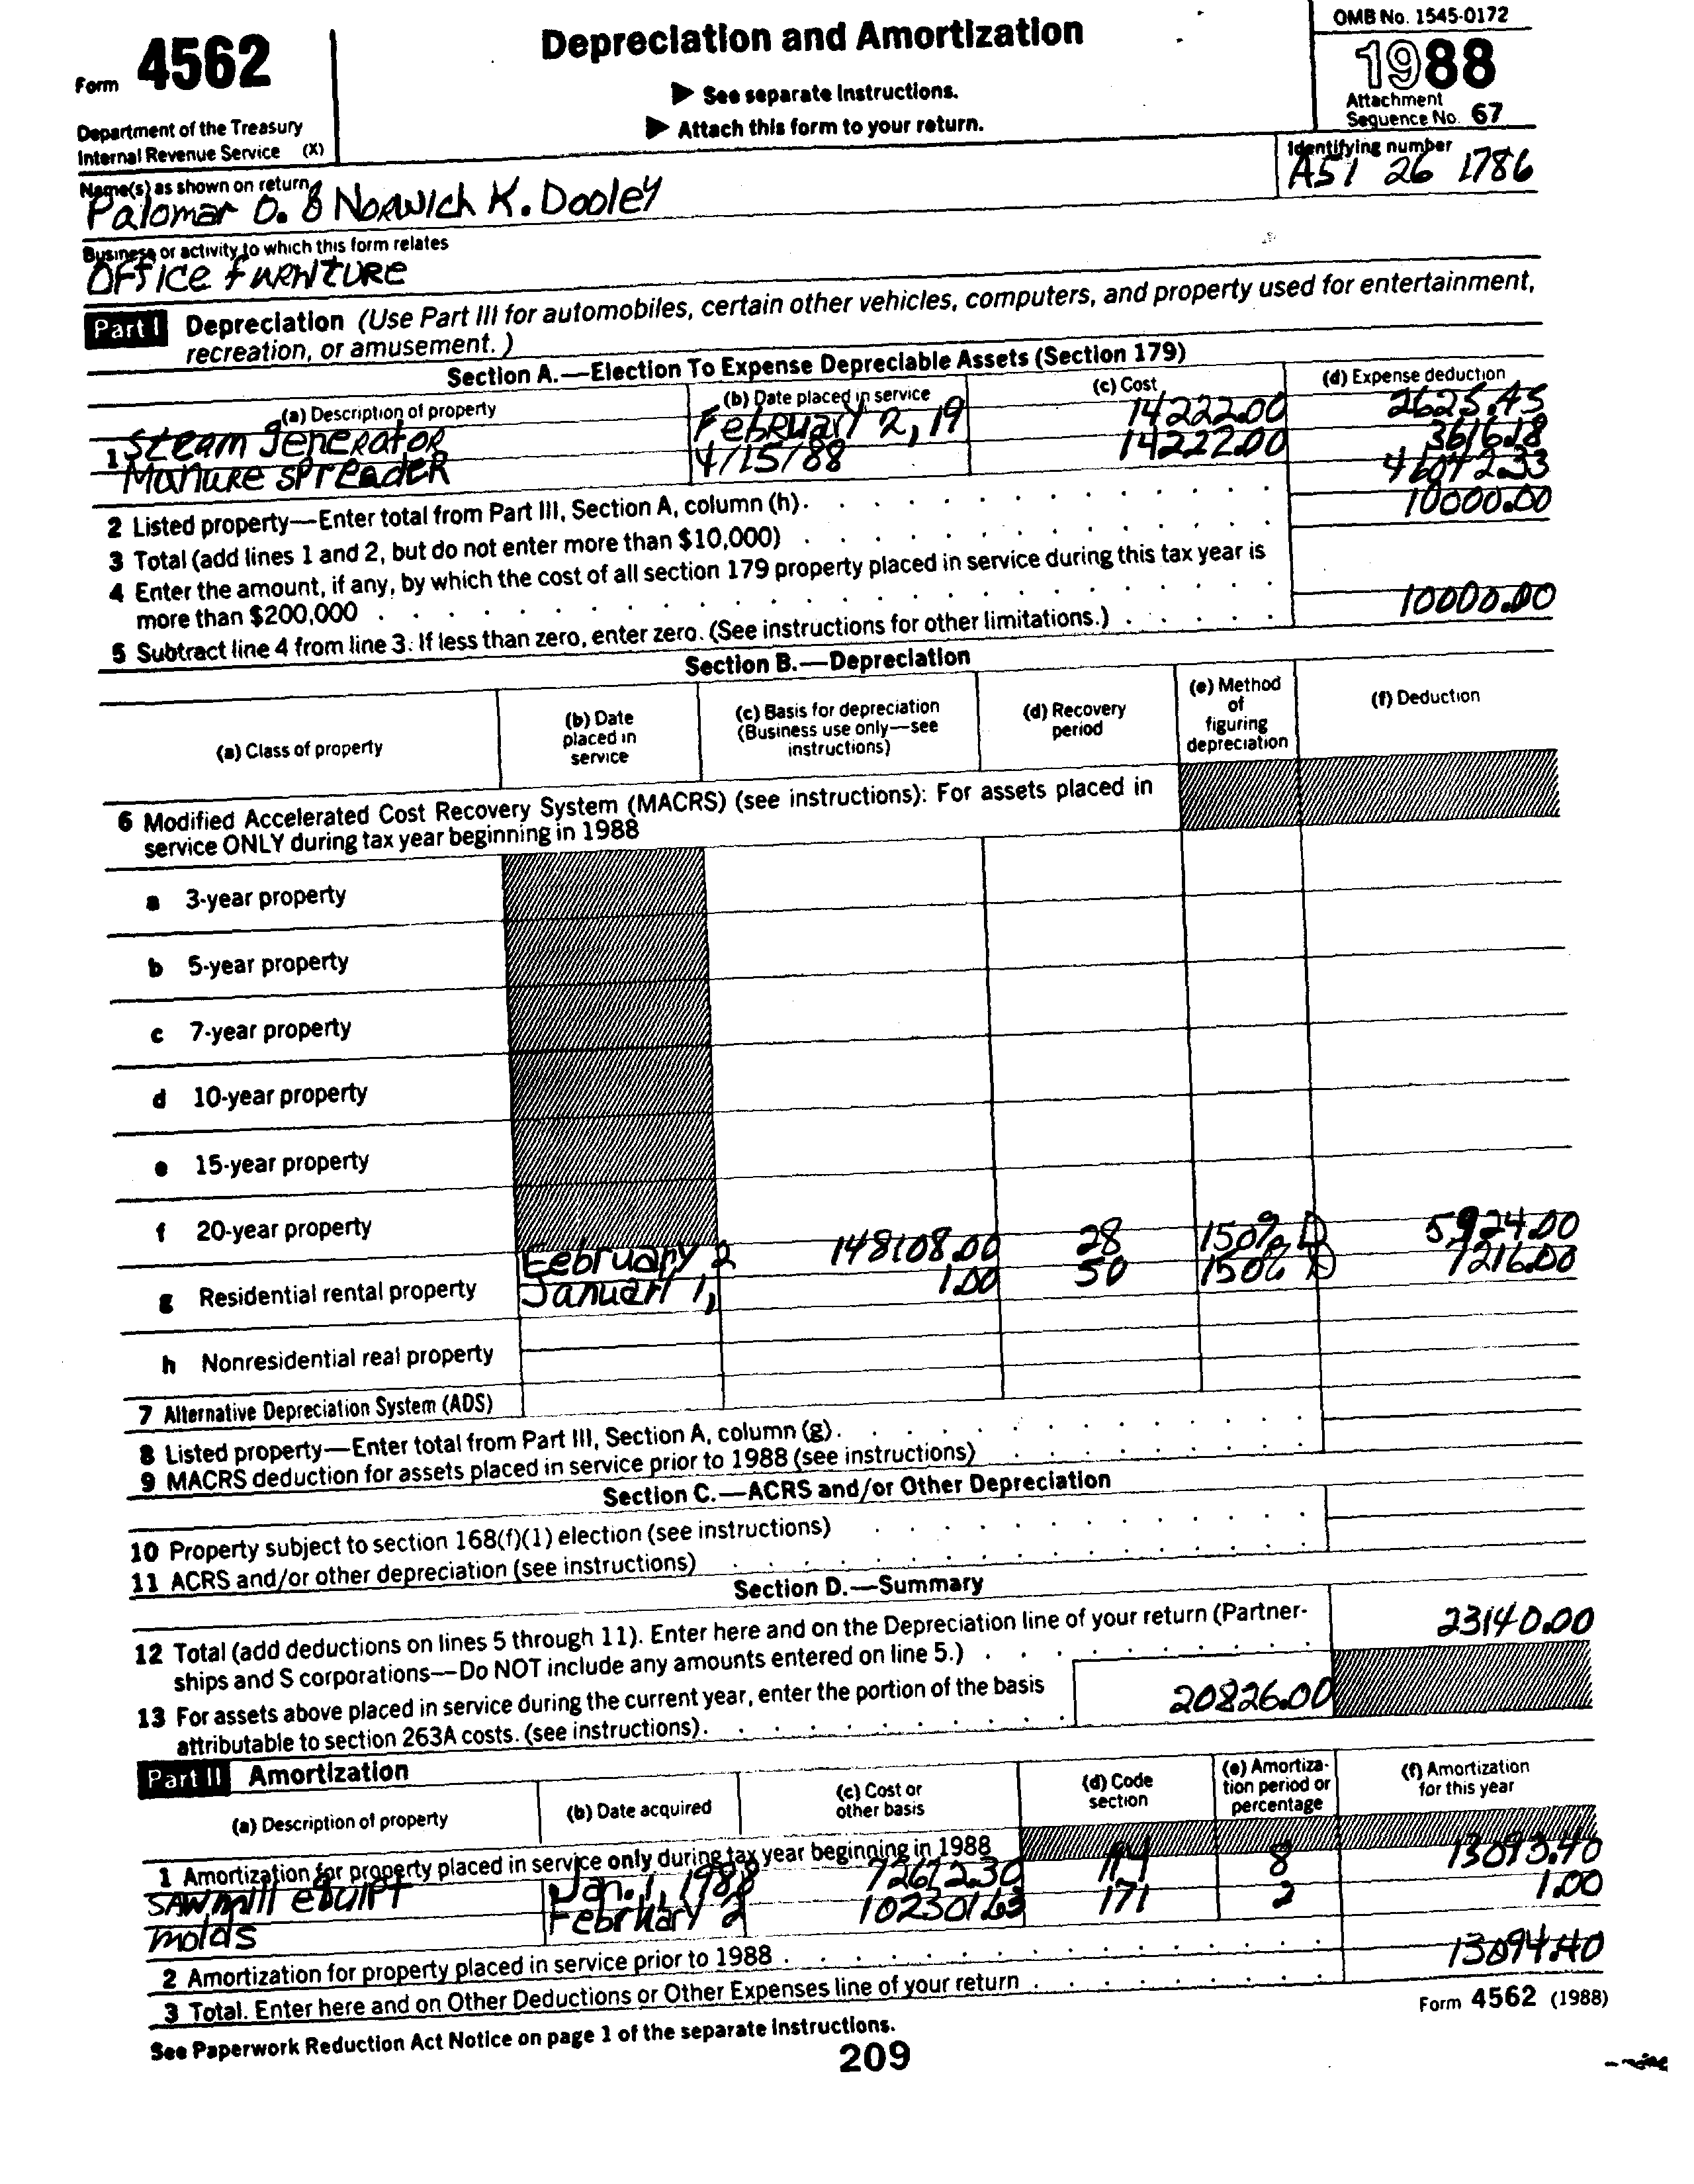 Form 4562
Department of the Treasury
Internal Revenue Service (X)
Depreciation and Amortization
▶ See separate Instructions.
▶ Attach this form to your return.
OMB No. 1545-0172
1988
Attachment
Sequence No. 67
Name(s) as shown on return
Palomar O. & Norwich K. Dooley
Identifying number
A51 26 1786
Business or activity to which this form relates
Office furniture
Part I Depreciation (Use Part III for automobiles, certain other vehicles, computers, and property used for entertainment,
recreation, or amusement.)
Section A.—Election To Expense Depreciable Assets (Section 179)
(a) Description of property (b) Date placed in service (c) Cost (d) Expense deduction
1 Steam generator February 2, 19 14222.00 2625.45
Manure spreader 4/15/88 14222.00 3616.18
2 Listed property—Enter total from Part III, Section A, column (h) 46042.33
3 Total (add lines 1 and 2, but do not enter more than $10,000) 10000.00
4 Enter the amount, if any, by which the cost of all section 179 property placed in service during this tax year is
more than $200,000
5 Subtract line 4 from line 3. If less than zero, enter zero. (See instructions for other limitations.) 10000.00
Section B.—Depreciation
(a) Class of property (b) Date placed in service (c) Basis for depreciation (Business use only—see instructions) (d) Recovery period (e) Method of figuring depreciation (f) Deduction
6 Modified Accelerated Cost Recovery System (MACRS) (see instructions): For assets placed in
service ONLY during tax year beginning in 1988
a 3-year property
b 5-year property
c 7-year property
d 10-year property
e 15-year property
f 20-year property
February 2 148108.00 28 150% D 5924.00
g Residential rental property January 1, 1.00 50 150% D 7216.00
h Nonresidential real property
7 Alternative Depreciation System (ADS)
8 Listed property—Enter total from Part III, Section A, column (g)
9 MACRS deduction for assets placed in service prior to 1988 (see instructions)
Section C.—ACRS and/or Other Depreciation
10 Property subject to section 168(f)(1) election (see instructions)
11 ACRS and/or other depreciation (see instructions)
Section D.—Summary
12 Total (add deductions on lines 5 through 11). Enter here and on the Depreciation line of your return (Partner-
ships and S corporations—Do NOT include any amounts entered on line 5.) 23140.00
13 For assets above placed in service during the current year, enter the portion of the basis
attributable to section 263A costs. (see instructions) 20826.00
Part II Amortization
(a) Description of property (b) Date acquired (c) Cost or other basis (d) Code section (e) Amortiza-tion period or percentage (f) Amortization for this year
1 Amortization for property placed in service only during tax year beginning in 1988
Sawmill equipt Jan. 1, 1988 72612.30 194 8 13093.40
molds February 2 102301.63 171 2 1.00
2 Amortization for property placed in service prior to 1988
3 Total. Enter here and on Other Deductions or Other Expenses line of your return 13094.40
See Paperwork Reduction Act Notice on page 1 of the separate Instructions.
Form 4562 (1988)
209